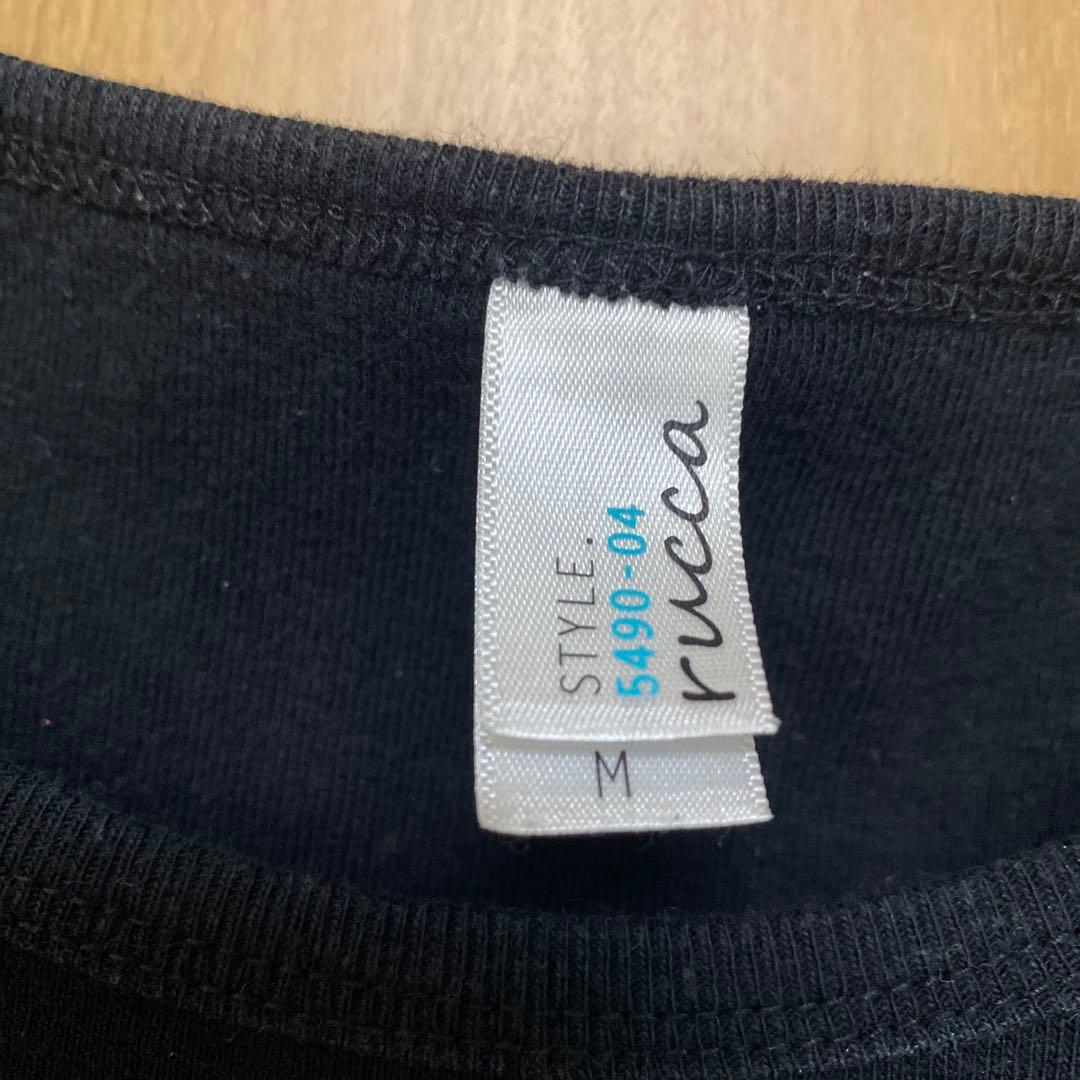 STYLE.
5490-04
rucca
M